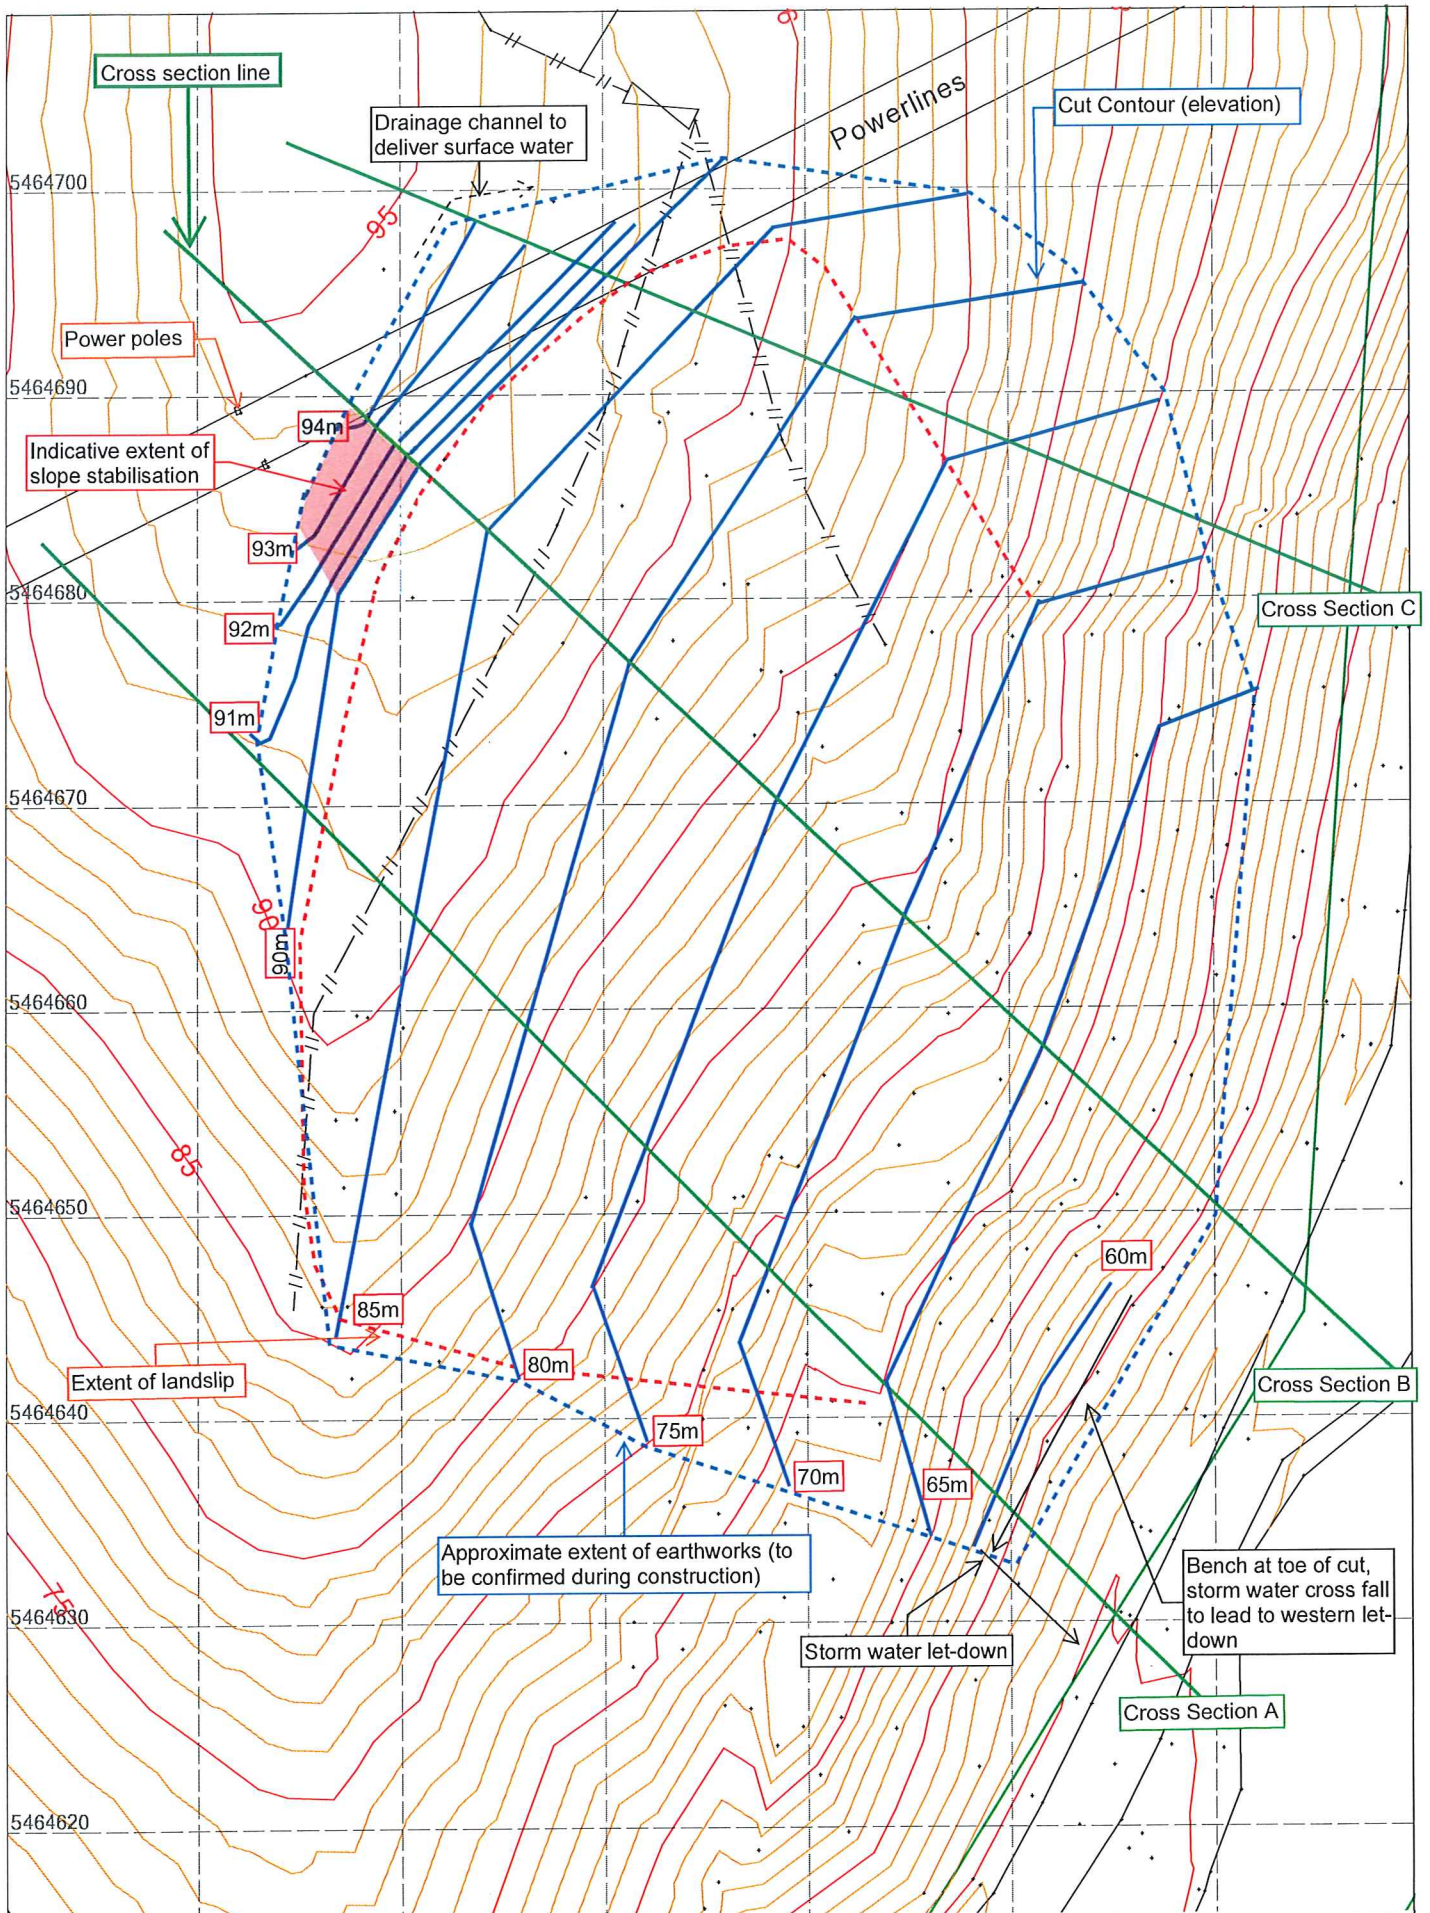 Cross section line
Drainage channel to
deliver surface water
Powerlines
Cut Contour (elevation)
5464700
95
Power poles
5464690
94m
Indicative extent of
slope stabilisation
93m
5464680
Cross Section C
92m
91m
5464670
90
90m
5464660
85
5464650
60m
85m
80m
Extent of landslip
Cross Section B
5464640
75m
70m
65m
Approximate extent of earthworks (to
be confirmed during construction)
Bench at toe of cut,
storm water cross fall
to lead to western let-
down
75
5464630
Storm water let-down
Cross Section A
5464620